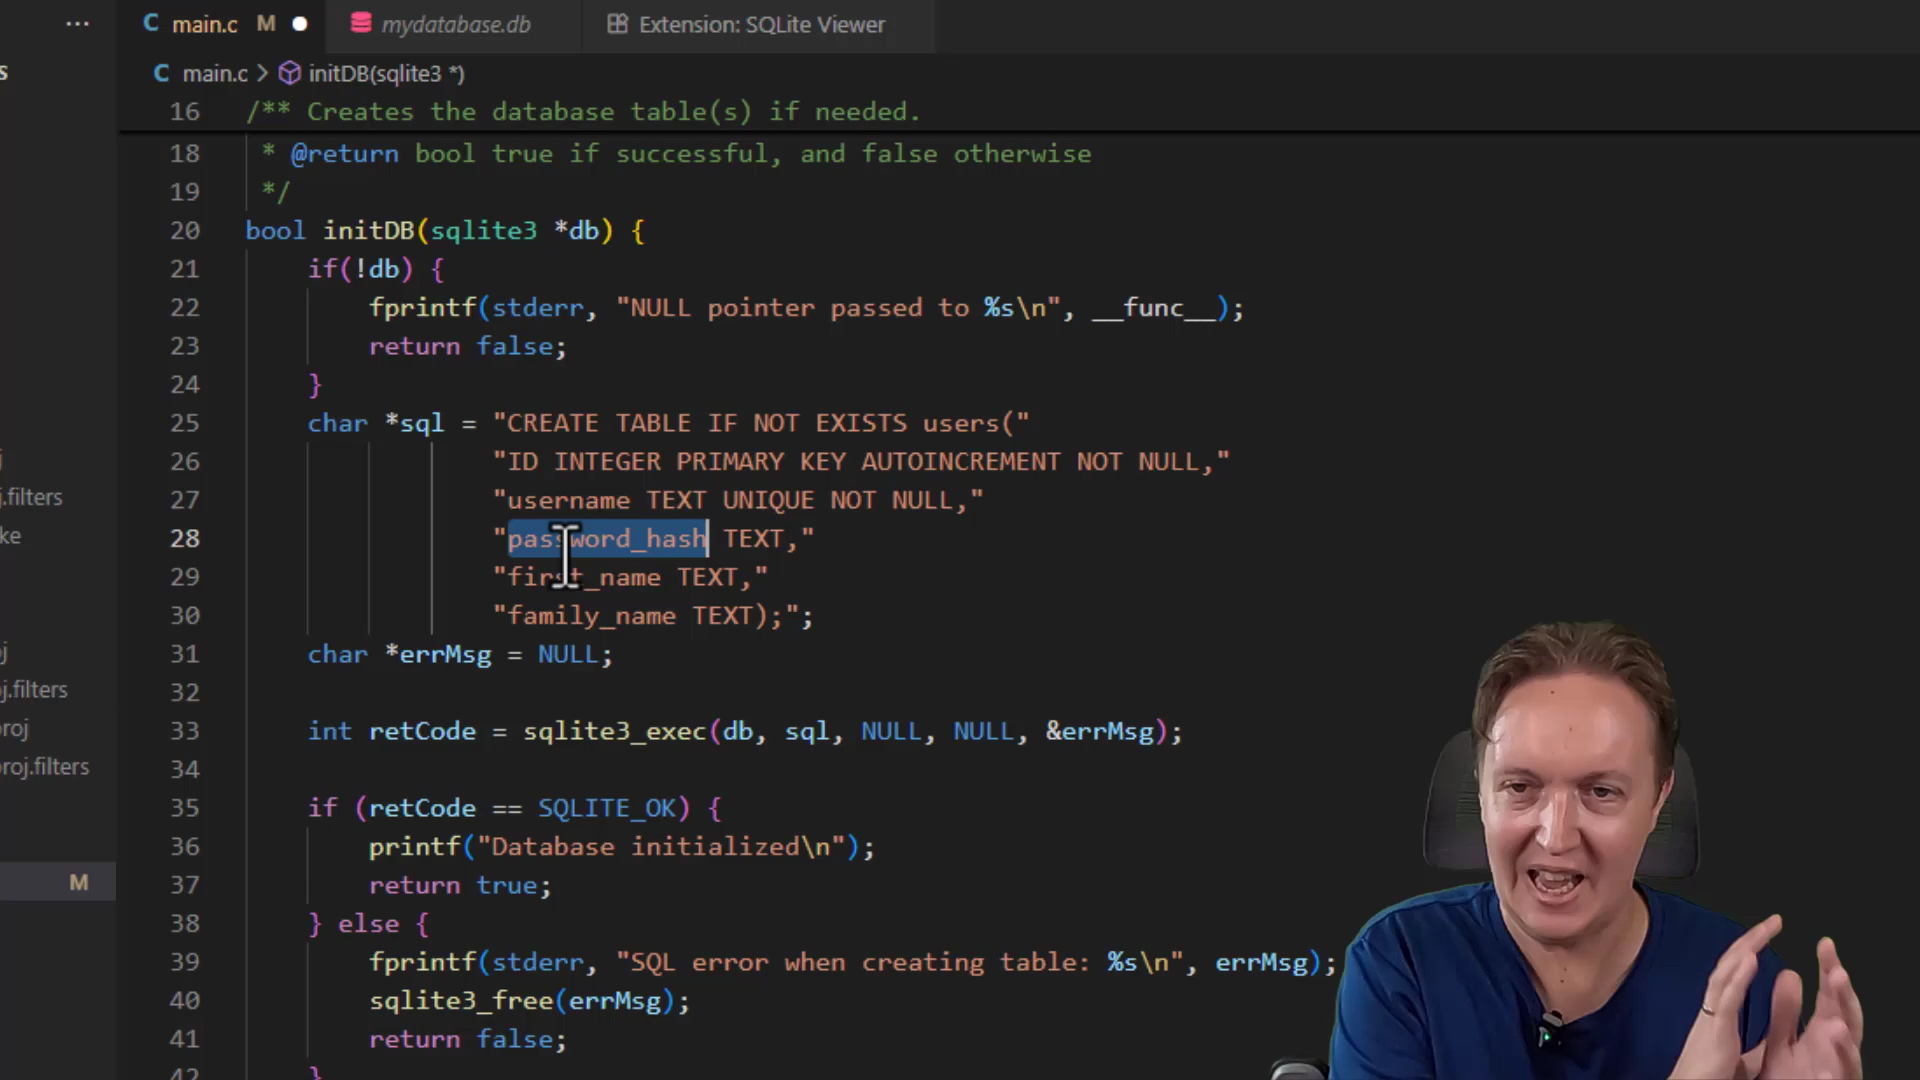 ··· main.c M mydatabase.db Extension: SQLite Viewer
s main.c > initDB(sqlite3 *)
16 /** Creates the database table(s) if needed.
18 * @return bool true if successful, and false otherwise
19 */
20 bool initDB(sqlite3 *db) {
21 if(!db) {
22 fprintf(stderr, "NULL pointer passed to %s\n", __func__);
23 return false;
24 }
25 char *sql = "CREATE TABLE IF NOT EXISTS users("
26 "ID INTEGER PRIMARY KEY AUTOINCREMENT NOT NULL,"
27 "username TEXT UNIQUE NOT NULL,"
28 "password_hash TEXT,"
29 "first_name TEXT,"
30 "family_name TEXT);";
31 char *errMsg = NULL;
32
33 int retCode = sqlite3_exec(db, sql, NULL, NULL, &errMsg);
34
35 if (retCode == SQLITE_OK) {
36 printf("Database initialized\n");
37 return true;
38 } else {
39 fprintf(stderr, "SQL error when creating table: %s\n", errMsg);
40 sqlite3_free(errMsg);
41 return false;
42 }
j
j.filters
ke
oj
j.filters
roj
roj.filters
M